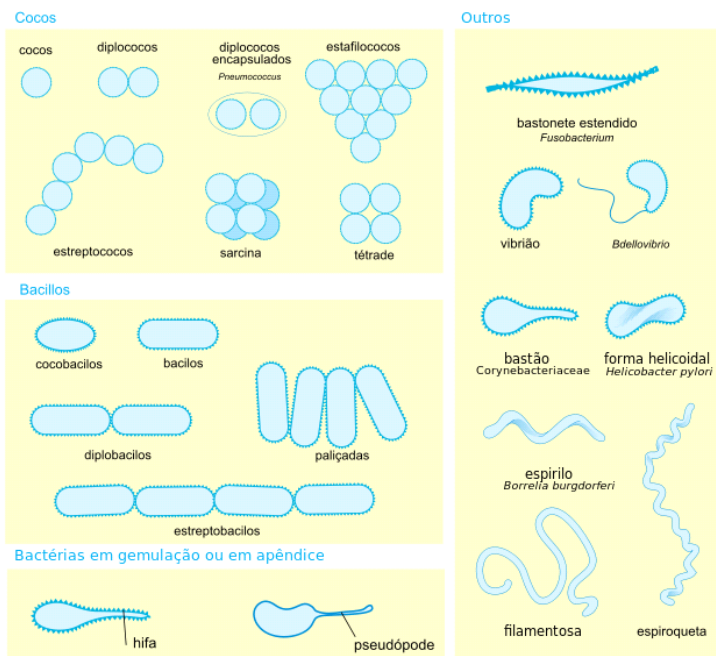 Cocos
cocos
diplococos
diplococos
encapsulados
Pneumococcus
estafilococos
estreptococos
sarcina
tétrade
Bacillos
cocobacilos
bacilos
diplobacilos
paliçadas
estreptobacilos
Bactérias em gemulação ou em apêndice
hifa
pseudópode
Outros
bastonete estendido
Fusobacterium
vibrião
Bdellovibrio
bastão
Corynebacteriaceae
forma helicoidal
Helicobacter pylori
espirilo
Borrelia burgdorferi
filamentosa
espiroqueta